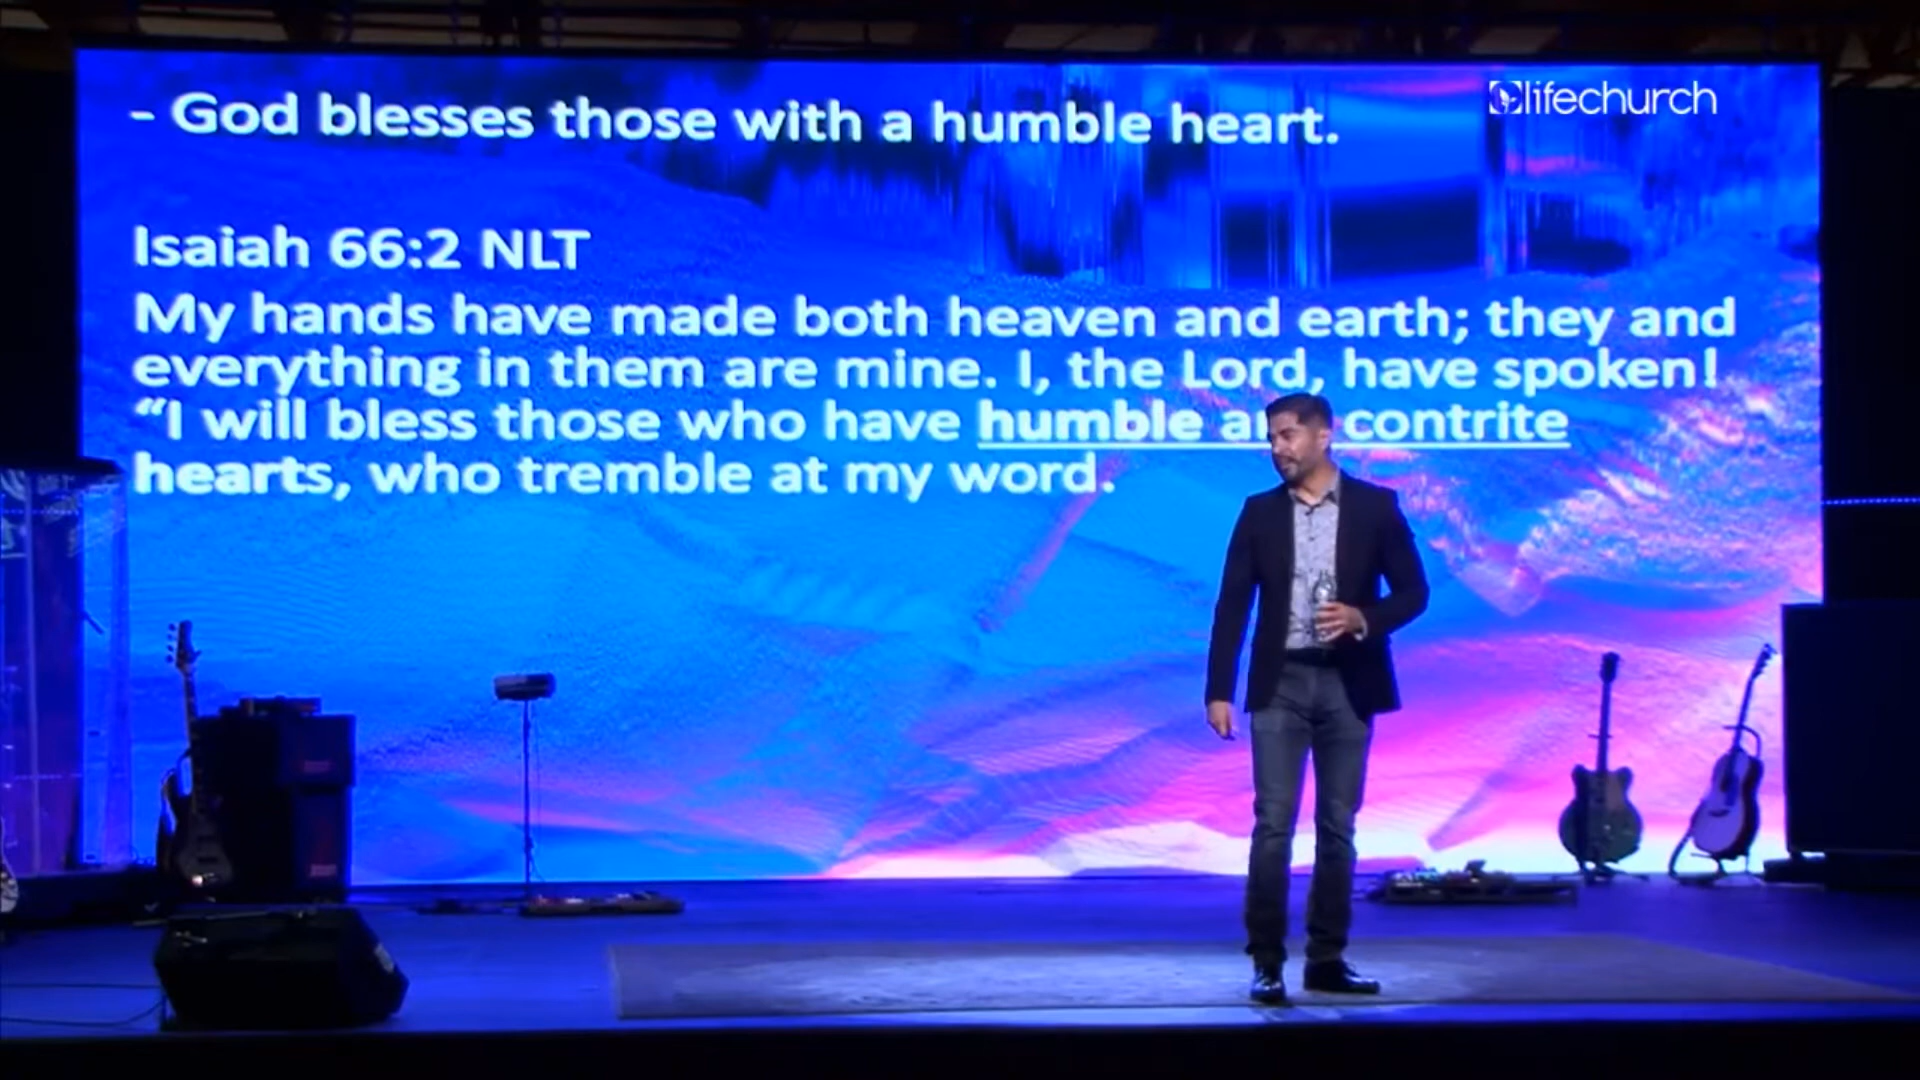 lifechurch
- God blesses those with a humble heart.
Isaiah 66:2 NLT
My hands have made both heaven and earth; they and
everything in them are mine. I, the Lord, have spoken!
“I will bless those who have humble contrite
hearts, who tremble at my word.